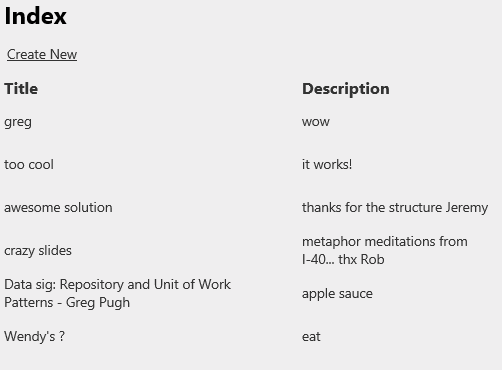 Index
Create New
Title Description
greg wow
too cool it works!
awesome solution thanks for the structure Jeremy
crazy slides metaphor meditations from
I-40... thx Rob
Data sig: Repository and Unit of Work
Patterns - Greg Pugh apple sauce
Wendy's ? eat